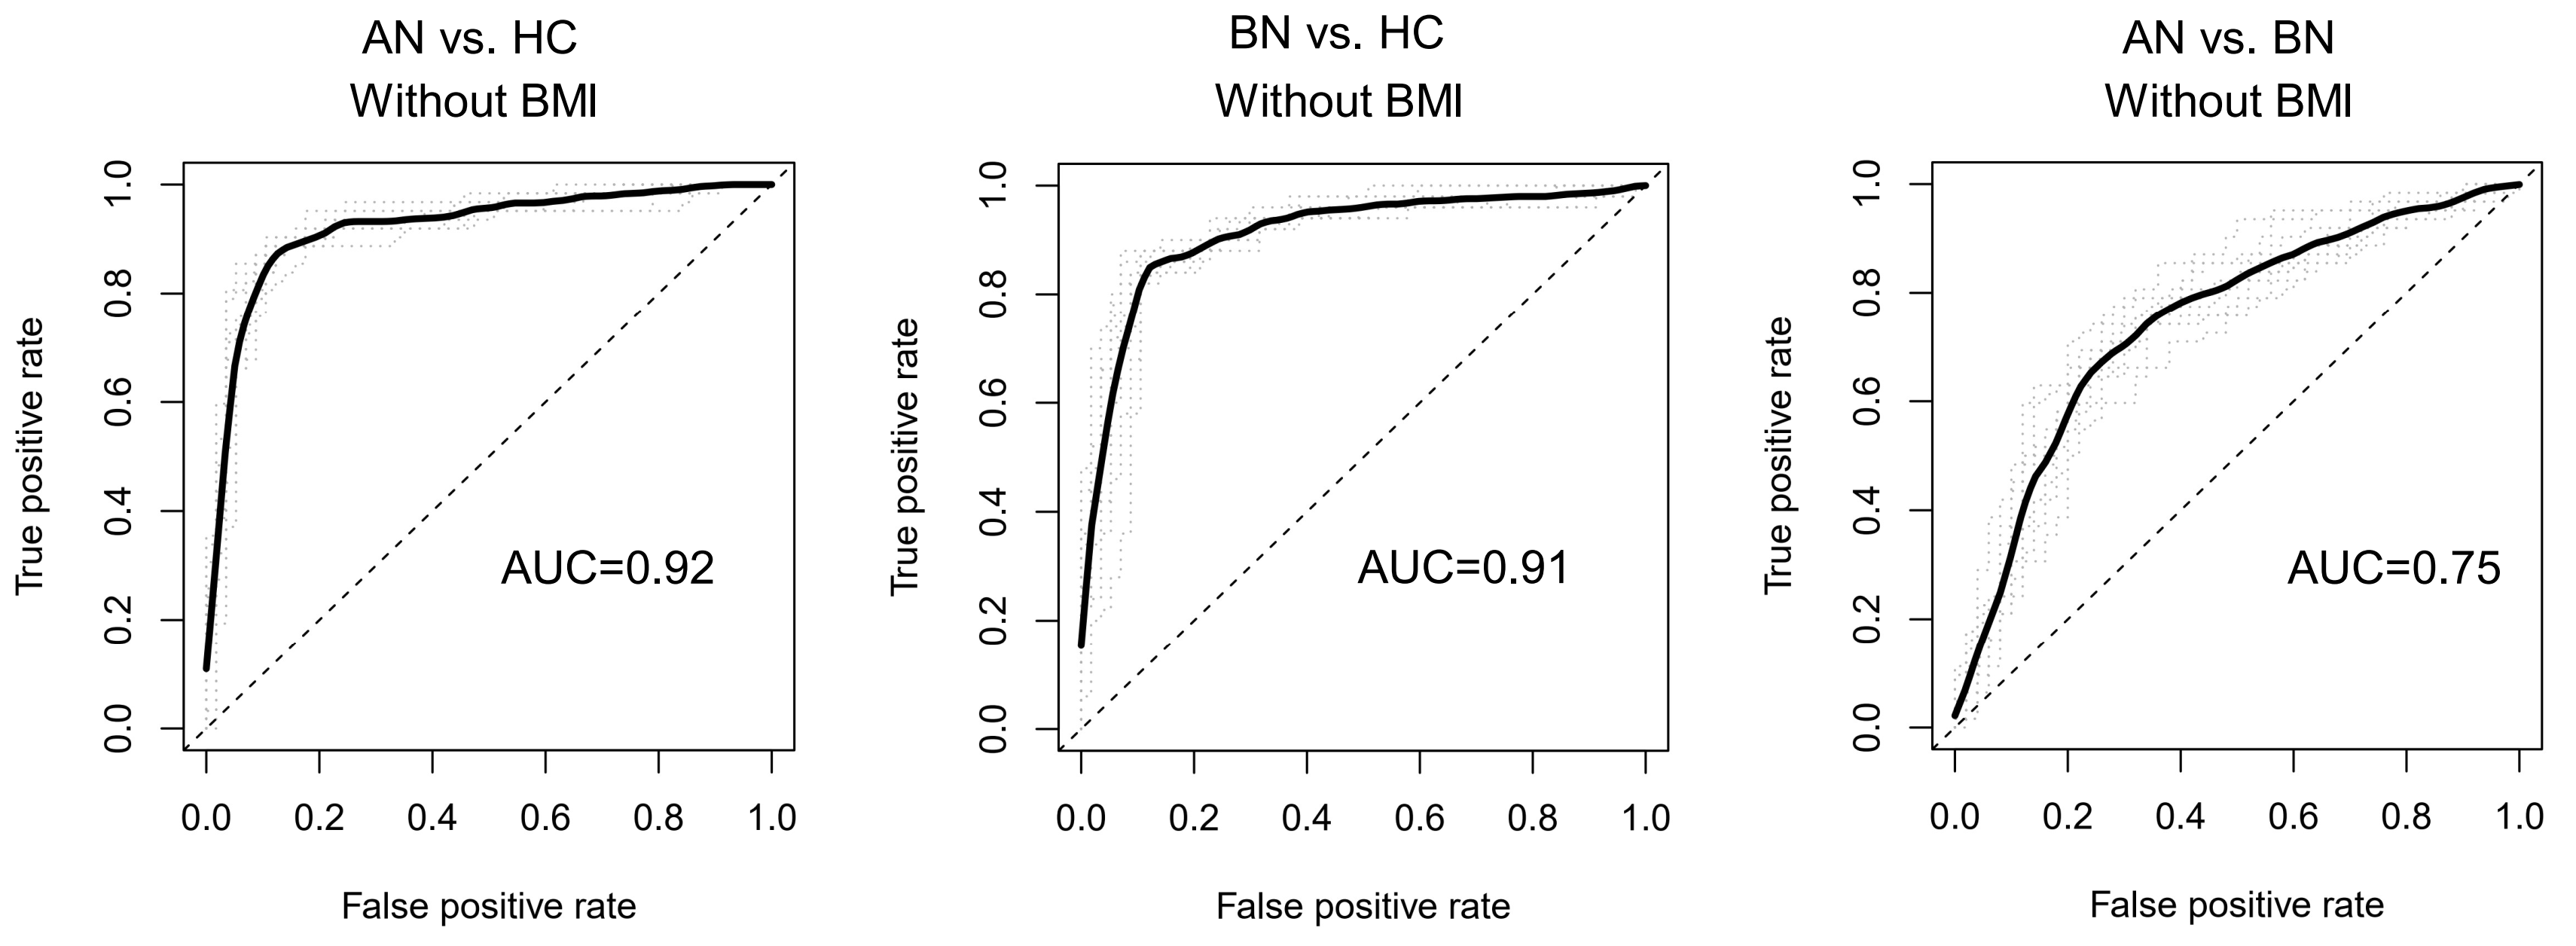 AN vs. HC
Without BMI
True positive rate
1.0
0.8
0.6
0.4
0.2
0.0
AUC=0.92
0.0 0.2 0.4 0.6 0.8 1.0
False positive rate
BN vs. HC
Without BMI
True positive rate
1.0
0.8
0.6
0.4
0.2
0.0
AUC=0.91
0.0 0.2 0.4 0.6 0.8 1.0
False positive rate
AN vs. BN
Without BMI
True positive rate
1.0
0.8
0.6
0.4
0.2
0.0
AUC=0.75
0.0 0.2 0.4 0.6 0.8 1.0
False positive rate